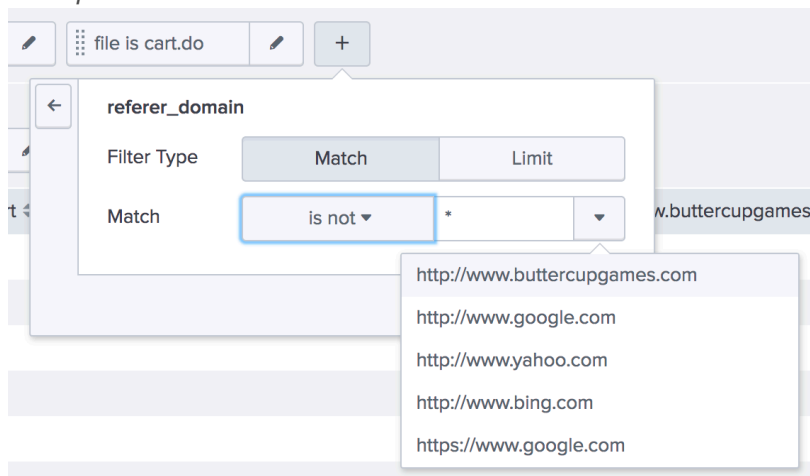 file is cart.do
+
referer_domain
Filter Type Match Limit
Match is not *
w.buttercupgames
http://www.buttercupgames.com
http://www.google.com
http://www.yahoo.com
http://www.bing.com
https://www.google.com